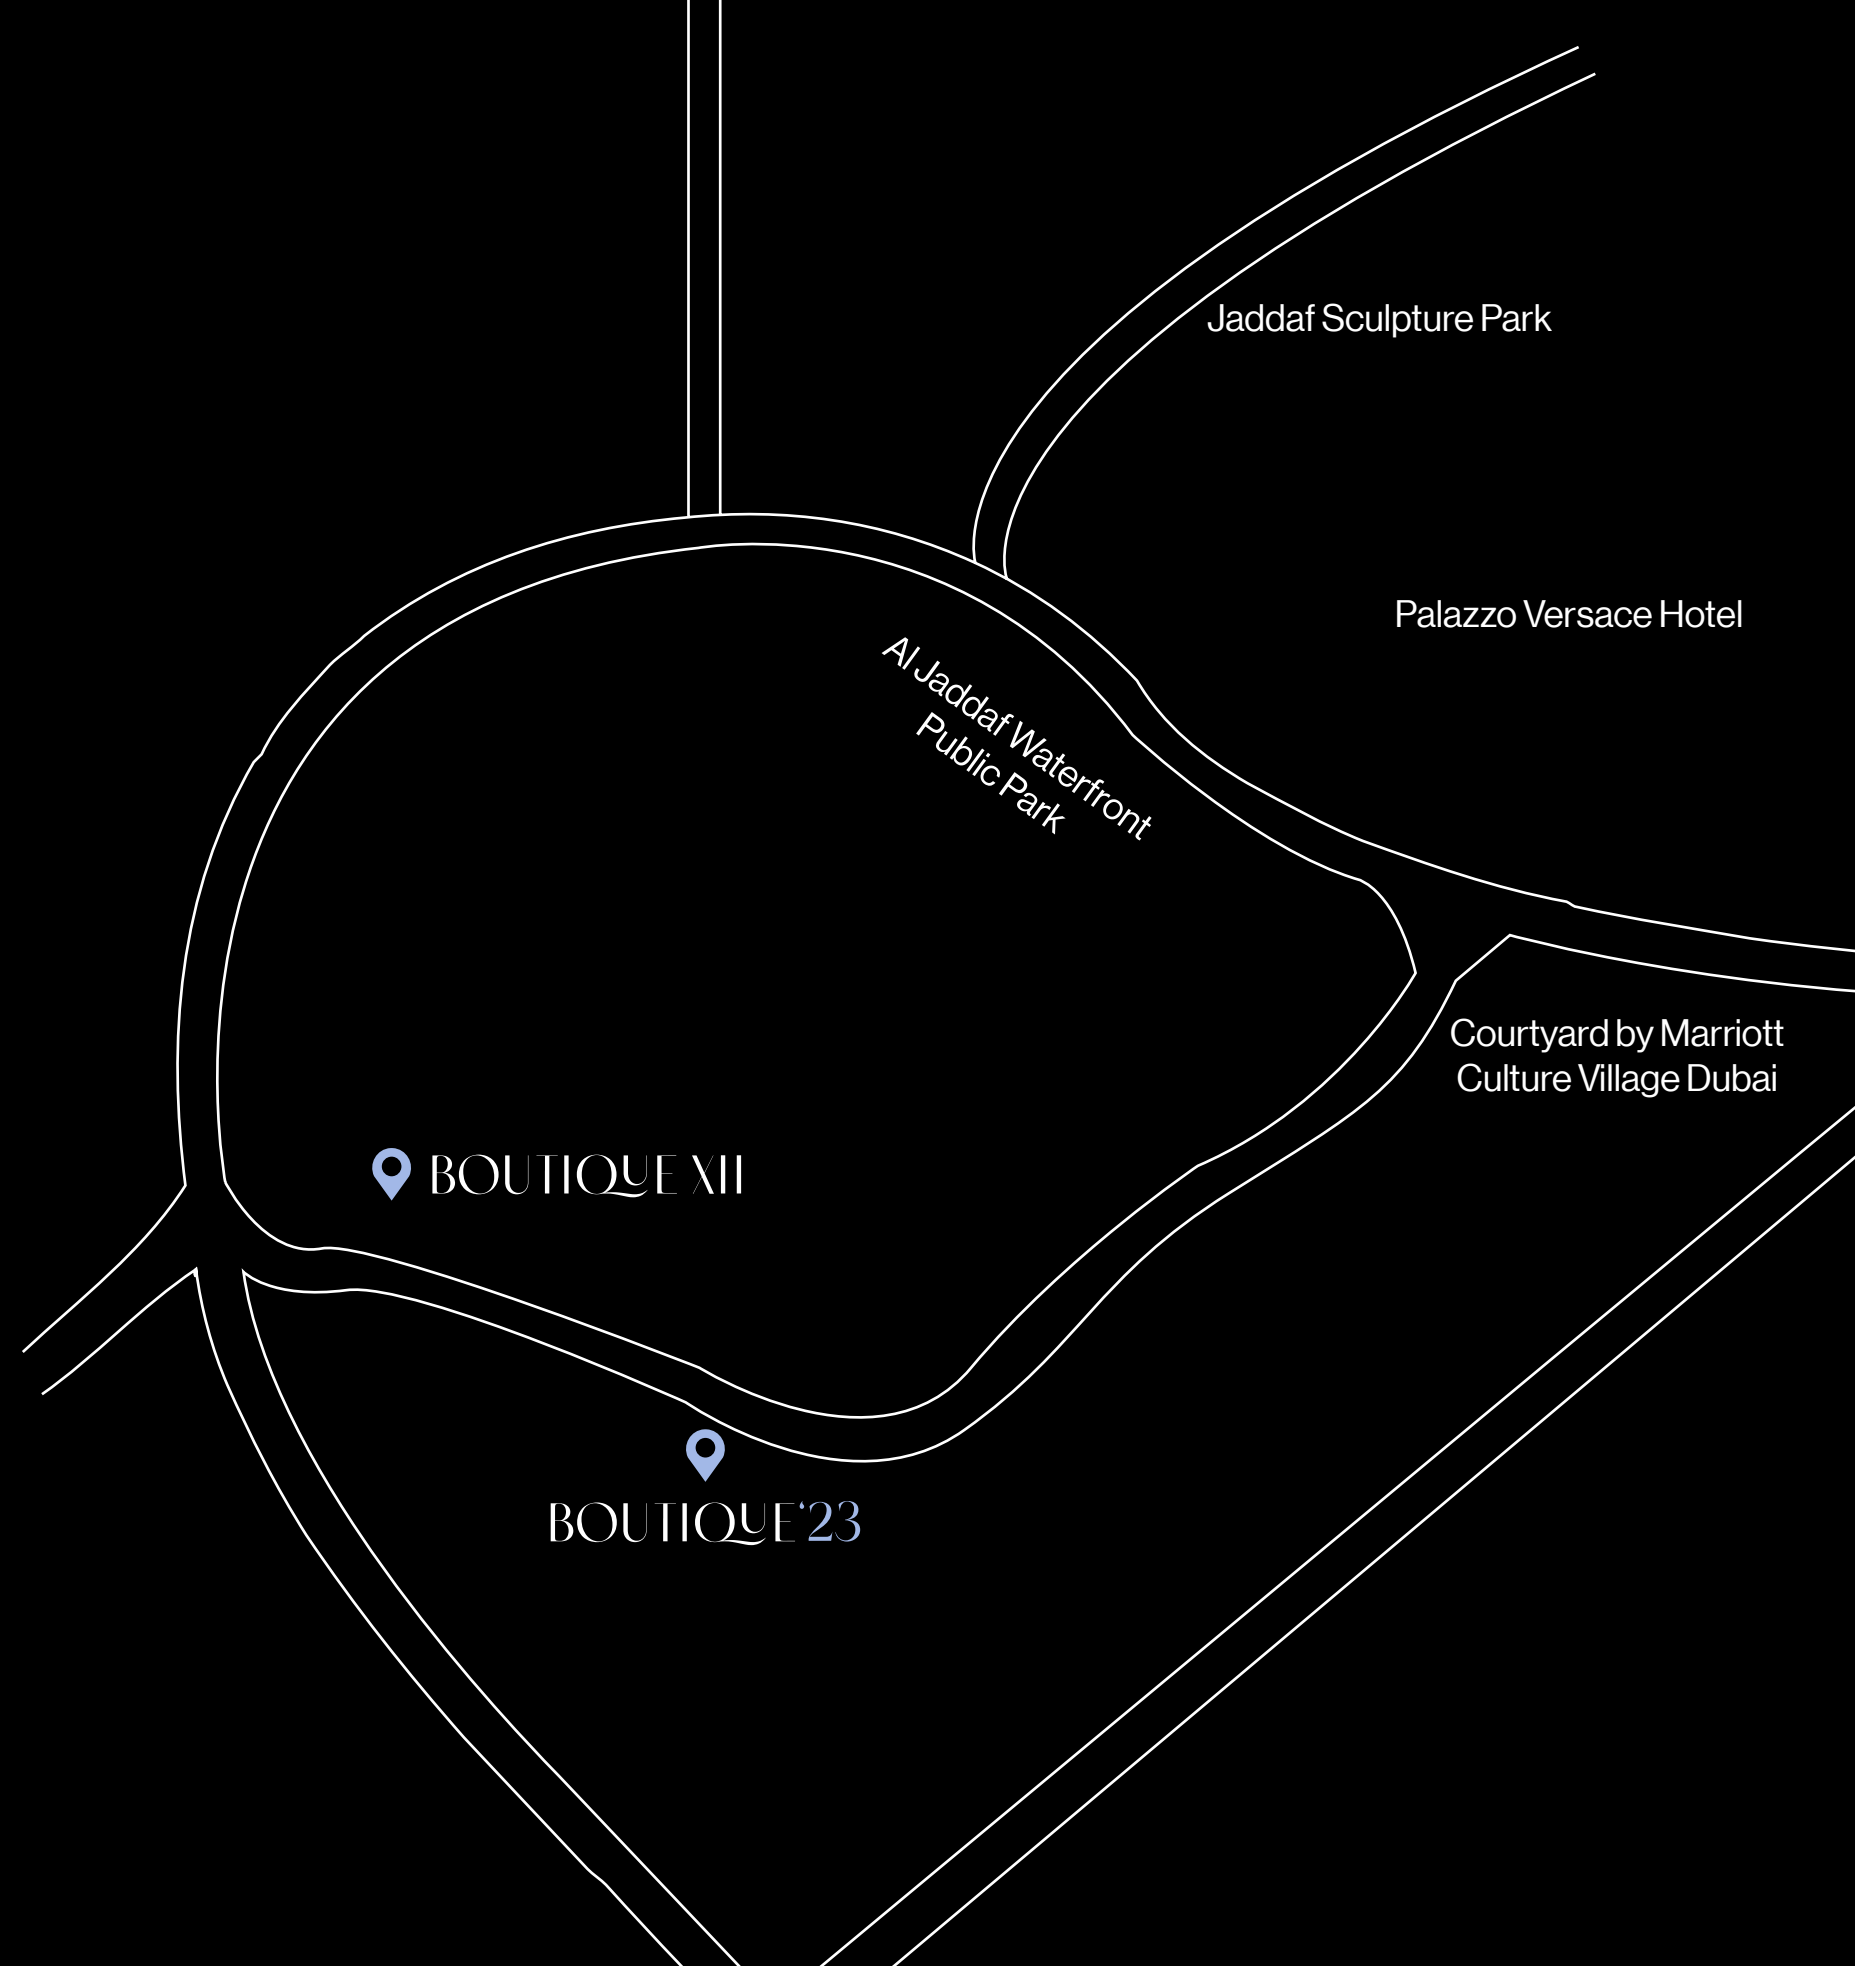 Jaddaf Sculpture Park
Palazzo Versace Hotel
Al Jaddaf Waterfront
Public Park
Courtyard by Marriott
Culture Village Dubai
BOUTIQUE XII
BOUTIQUE‘23